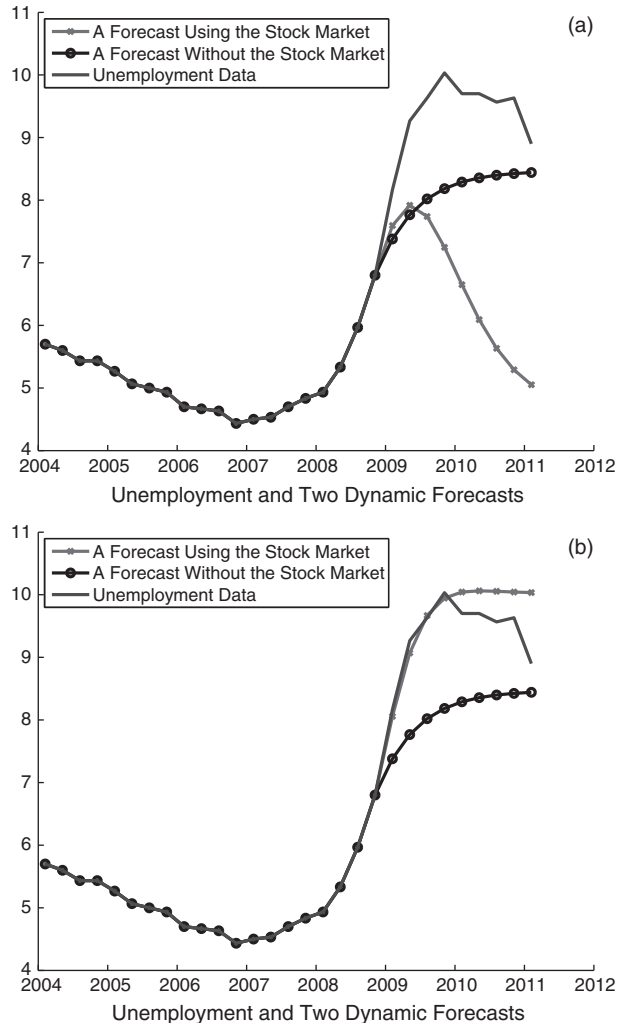 11
10
9
8
7
6
5
4
A Forecast Using the Stock Market
A Forecast Without the Stock Market
Unemployment Data
(a)
2004 2005 2006 2007 2008 2009 2010 2011 2012
Unemployment and Two Dynamic Forecasts
11
10
9
8
7
6
5
4
A Forecast Using the Stock Market
A Forecast Without the Stock Market
Unemployment Data
(b)
2004 2005 2006 2007 2008 2009 2010 2011 2012
Unemployment and Two Dynamic Forecasts